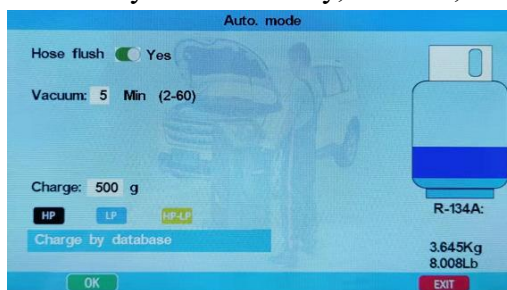 Auto. mode
Hose flush Yes
Vacuum: 5 Min (2-60)
Charge: 500 g
HP LP HP-LP
R-134A:
Charge by database
3.645Kg
8.008Lb
OK EXIT